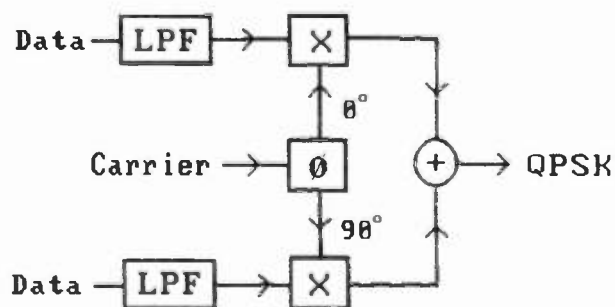 Data LPF X
0°
Carrier Ø + QPSK
90°
Data LPF X